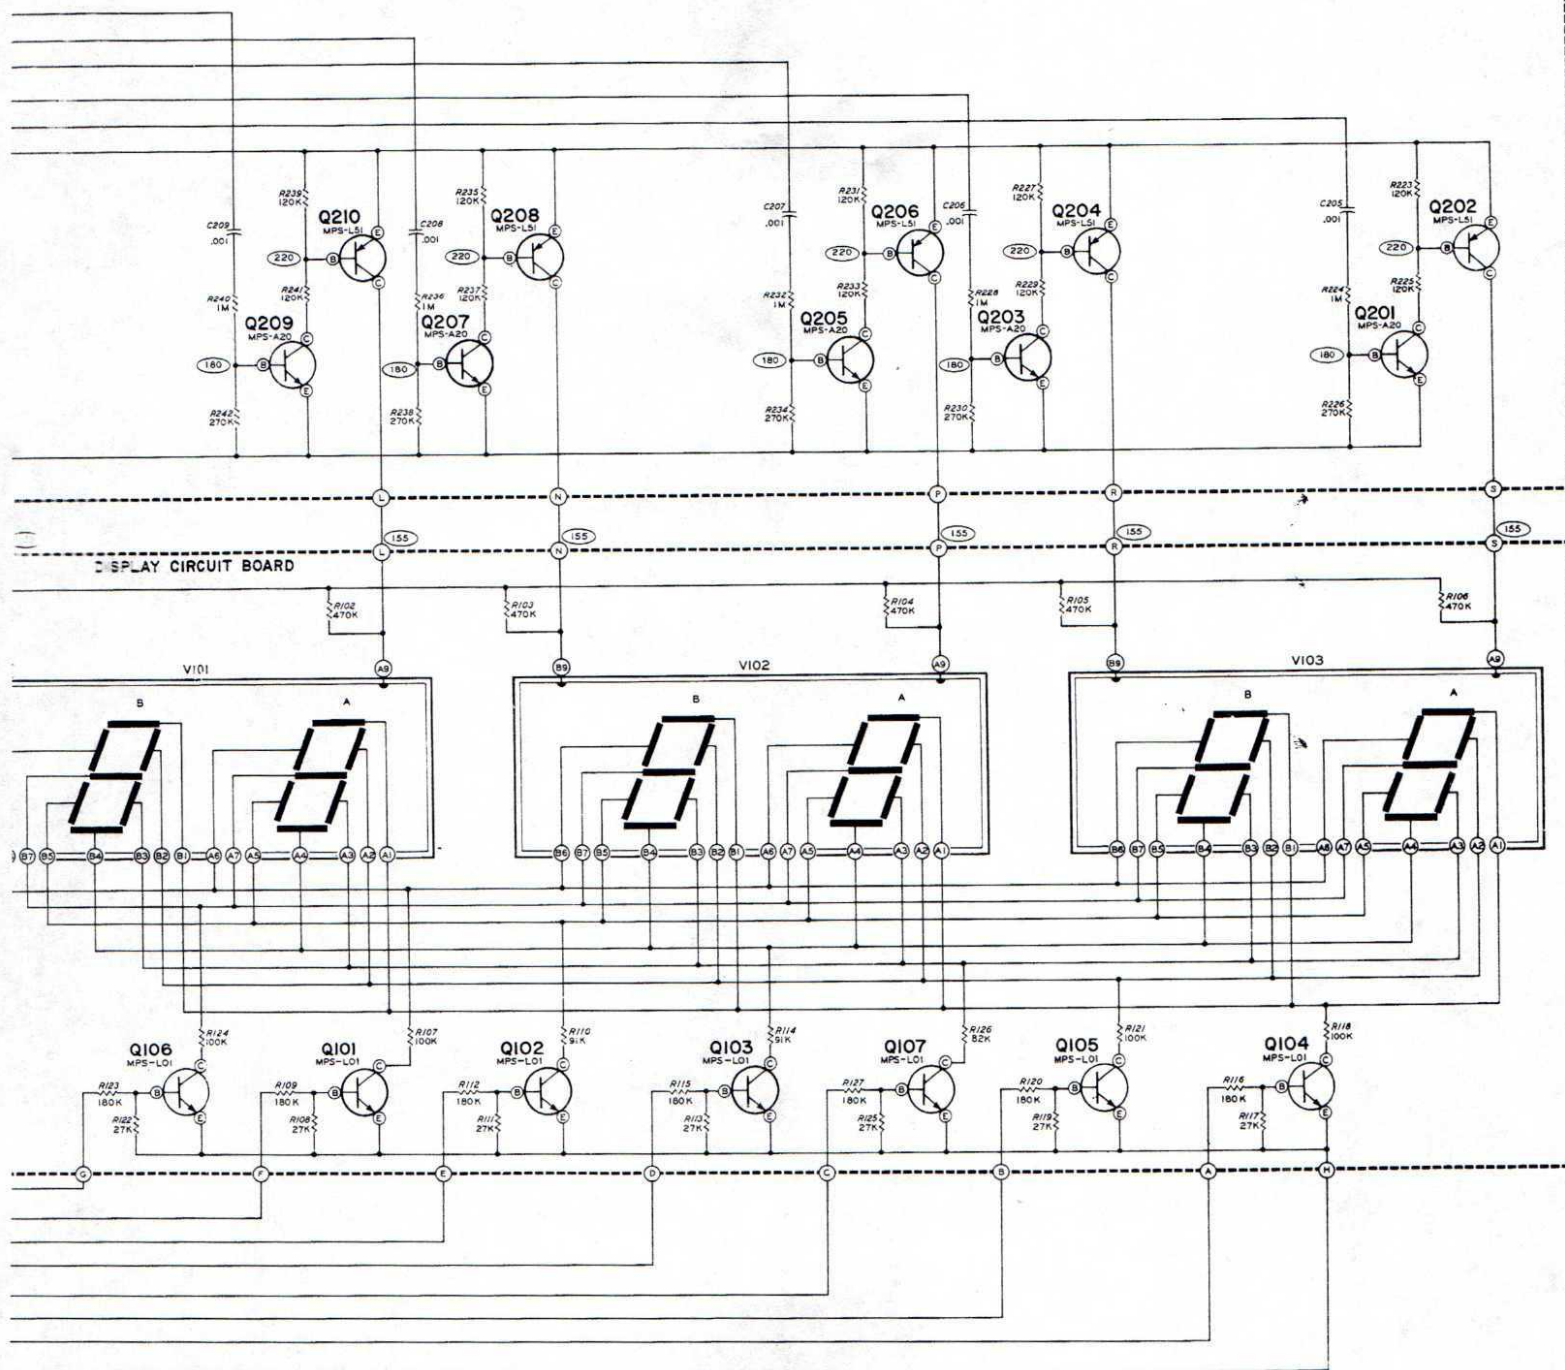 R239 120K
Q210 MPS-L51
R235 120K
Q208 MPS-L51
R231 120K
Q206 MPS-L51
R227 120K
Q204 MPS-L51
R223 120K
Q202 MPS-L51
C209 .001
C208 .001
C207 .001
C206 .001
C205 .001
E E E E E
220 B 220 B 220 B 220 B 220 B
C C C C C
R240 1M
R241 120K
R236 1M
R237 120K
R232 1M
R233 120K
R228 1M
R229 120K
R224 1M
R225 120K
Q209 MPS-A20
Q207 MPS-A20
Q205 MPS-A20
Q203 MPS-A20
Q201 MPS-A20
C C C C C
180 B 180 B 180 B 180 B 180 B
E E E E E
R242 270K
R238 270K
R234 270K
R230 270K
R226 270K
L N P R S
155 155 155 155 155
L N P R S
DISPLAY CIRCUIT BOARD
R102 470K
R103 470K
R104 470K
R105 470K
R106 470K
V101 A9 B9 V102 A9 B9 V103 A9
B A B A B A
B7 B5 B4 B3 B2 B1 A6 A7 A5 A4 A3 A2 A1
B6 B7 B5 B4 B3 B2 B1 A6 A7 A5 A4 A3 A2 A1
B6 B7 B5 B4 B3 B2 B1 A6 A7 A5 A4 A3 A2 A1
R124 100K
R107 100K
R110 91K
R114 91K
R126 82K
R121 100K
R118 100K
Q106 MPS-L01
Q101 MPS-L01
Q102 MPS-L01
Q103 MPS-L01
Q107 MPS-L01
Q105 MPS-L01
Q104 MPS-L01
C C C C C C C
R123 180K
R109 180K
R112 180K
R115 180K
R127 180K
R120 180K
R116 180K
B B B B B B B
R122 27K
R108 27K
R111 27K
R113 27K
R125 27K
R119 27K
R117 27K
E E E E E E E
G F E D C B A H